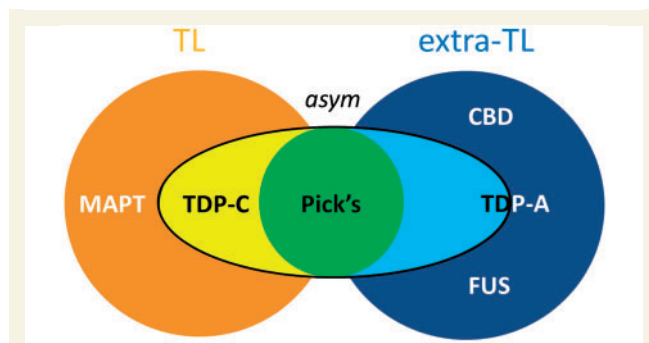 TL extra-TL
asym
CBD
MAPT TDP-C Pick's TDP-A
FUS